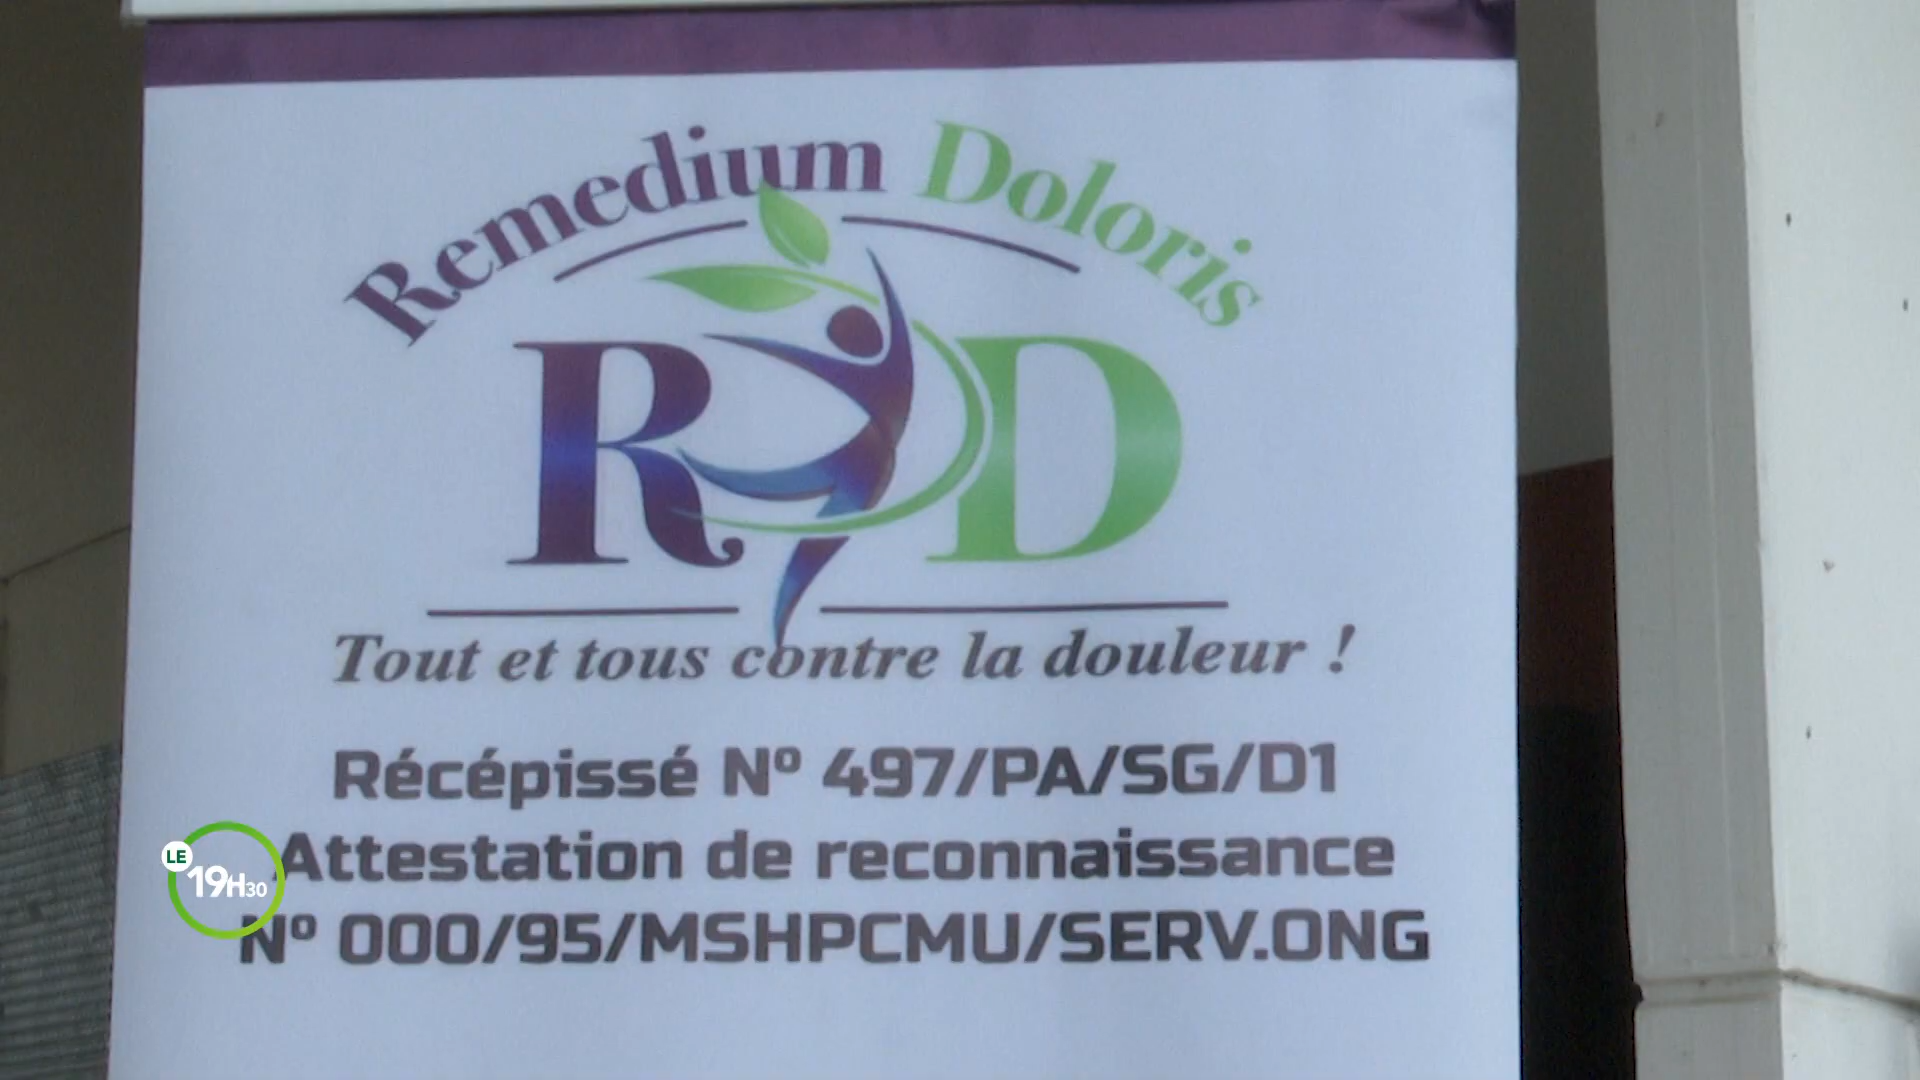 Remedium Doloris
R D
Tout et tous contre la douleur !
Récépissé Nº 497/PA/SG/D1
Attestation de reconnaissance
Nº 000/95/MSHPCMU/SERV.ONG
LE
19H30